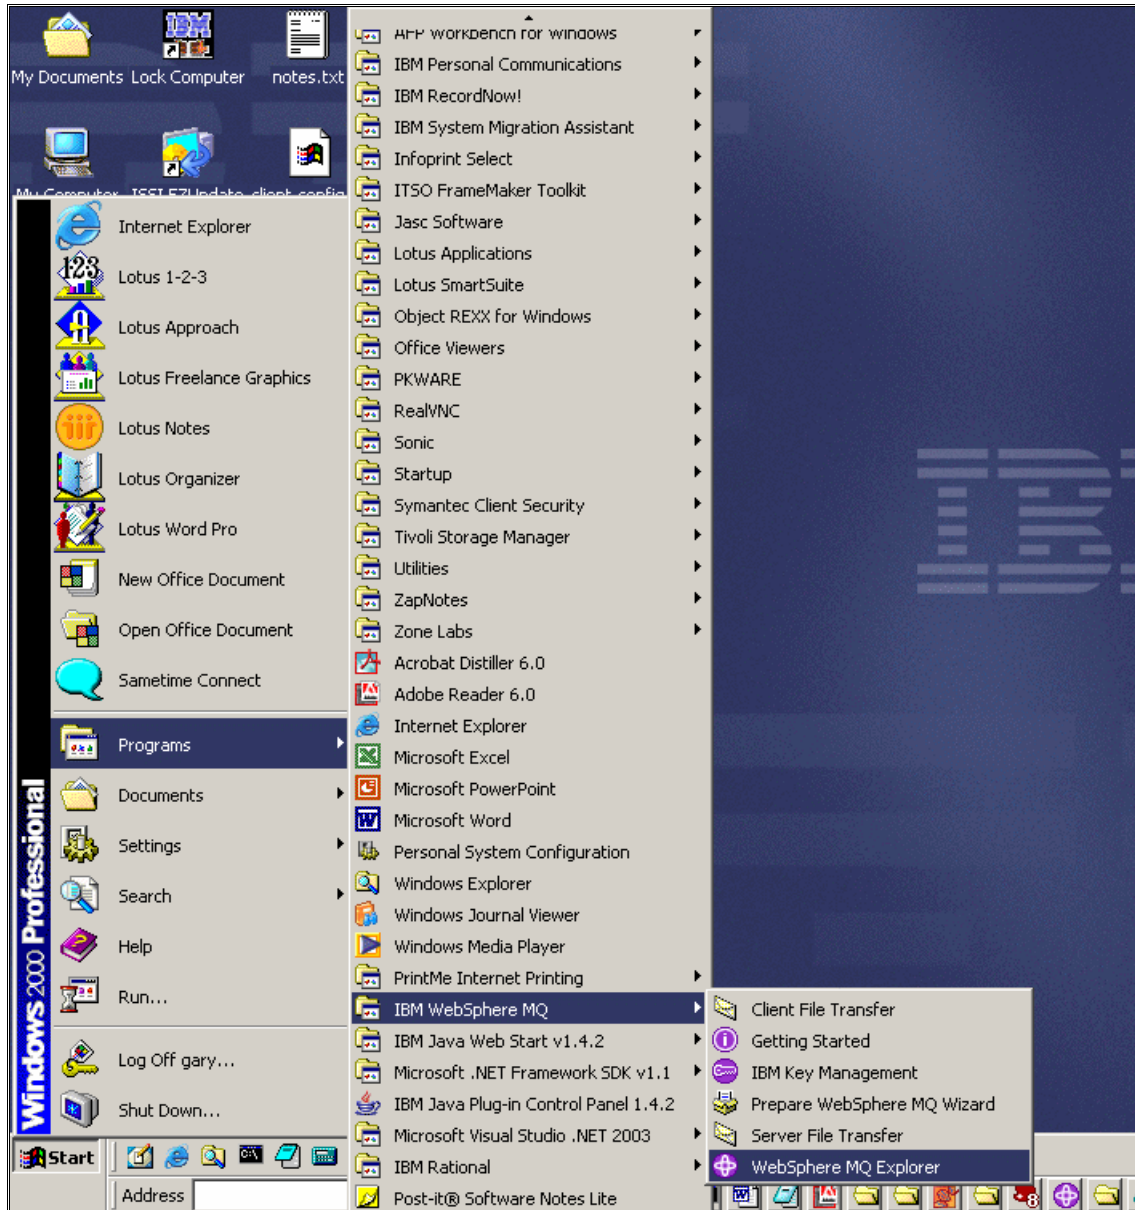 My Documents
Lock Computer
notes.txt
My Computer
ISSI EZUpdate
client_config
Internet Explorer
Lotus 1-2-3
Lotus Approach
Lotus Freelance Graphics
Lotus Notes
Lotus Organizer
Lotus Word Pro
New Office Document
Open Office Document
Sametime Connect
Programs
Documents
Settings
Search
Help
Run...
Log Off gary...
Shut Down...
Windows 2000 Professional
Start
Address
AFP Workbench for Windows
IBM Personal Communications
IBM RecordNow!
IBM System Migration Assistant
Infoprint Select
ITSO FrameMaker Toolkit
Jasc Software
Lotus Applications
Lotus SmartSuite
Object REXX for Windows
Office Viewers
PKWARE
RealVNC
Sonic
Startup
Symantec Client Security
Tivoli Storage Manager
Utilities
ZapNotes
Zone Labs
Acrobat Distiller 6.0
Adobe Reader 6.0
Internet Explorer
Microsoft Excel
Microsoft PowerPoint
Microsoft Word
Personal System Configuration
Windows Explorer
Windows Journal Viewer
Windows Media Player
PrintMe Internet Printing
IBM WebSphere MQ
IBM Java Web Start v1.4.2
Microsoft .NET Framework SDK v1.1
IBM Java Plug-in Control Panel 1.4.2
Microsoft Visual Studio .NET 2003
IBM Rational
Post-it® Software Notes Lite
Client File Transfer
Getting Started
IBM Key Management
Prepare WebSphere MQ Wizard
Server File Transfer
WebSphere MQ Explorer